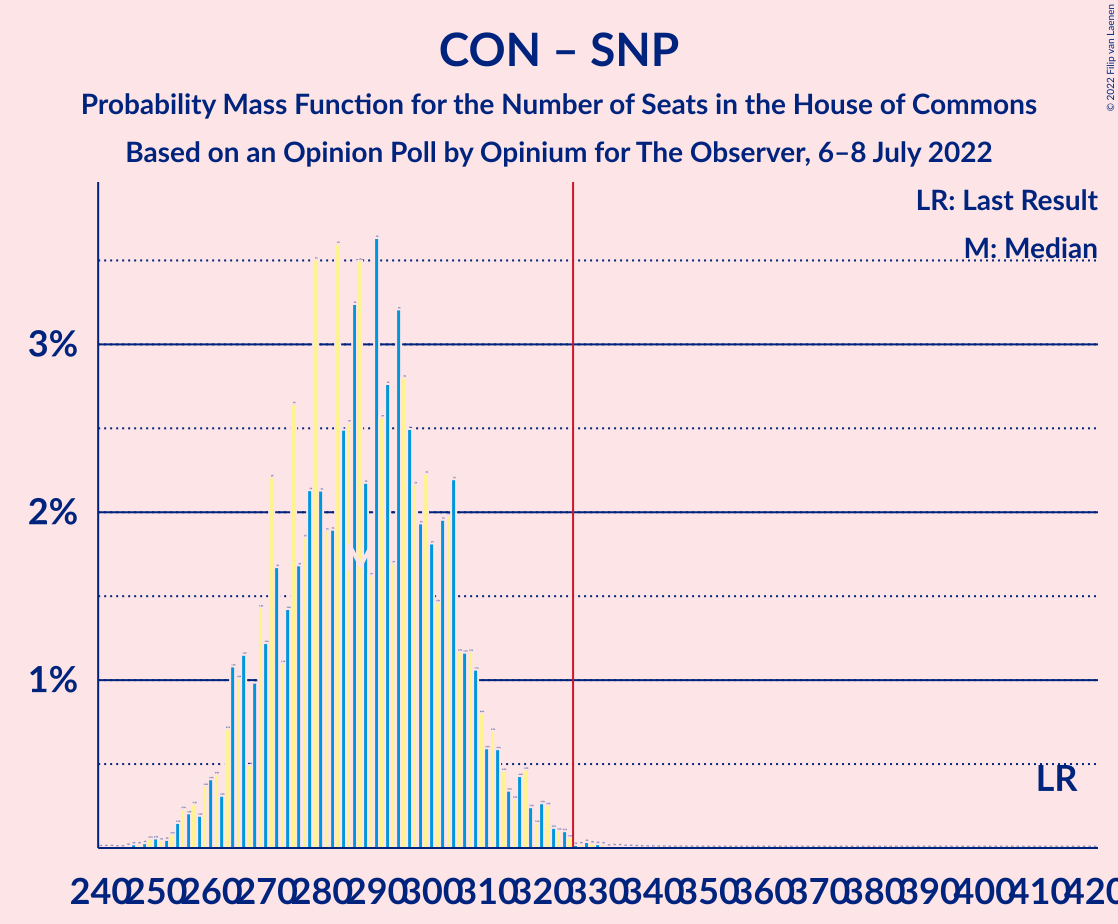 CON – SNP
Probability Mass Function for the Number of Seats in the House of Commons
Based on an Opinion Poll by Opinium for The Observer, 6–8 July 2022
© 2022 Filip van Laenen
LR: Last Result
M: Median
3%
2%
1%
LR
240 250 260 270 280 290 300 310 320 330 340 350 360 370 380 390 400 410 420